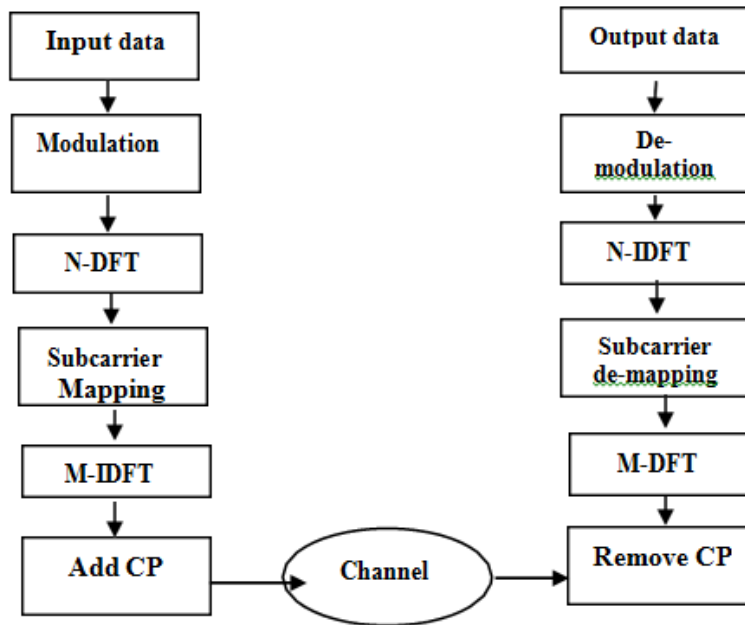 Input data
Modulation
N-DFT
Subcarrier
Mapping
M-IDFT
Add CP
Channel
Output data
De-
modulation
N-IDFT
Subcarrier
de-mapping
M-DFT
Remove CP